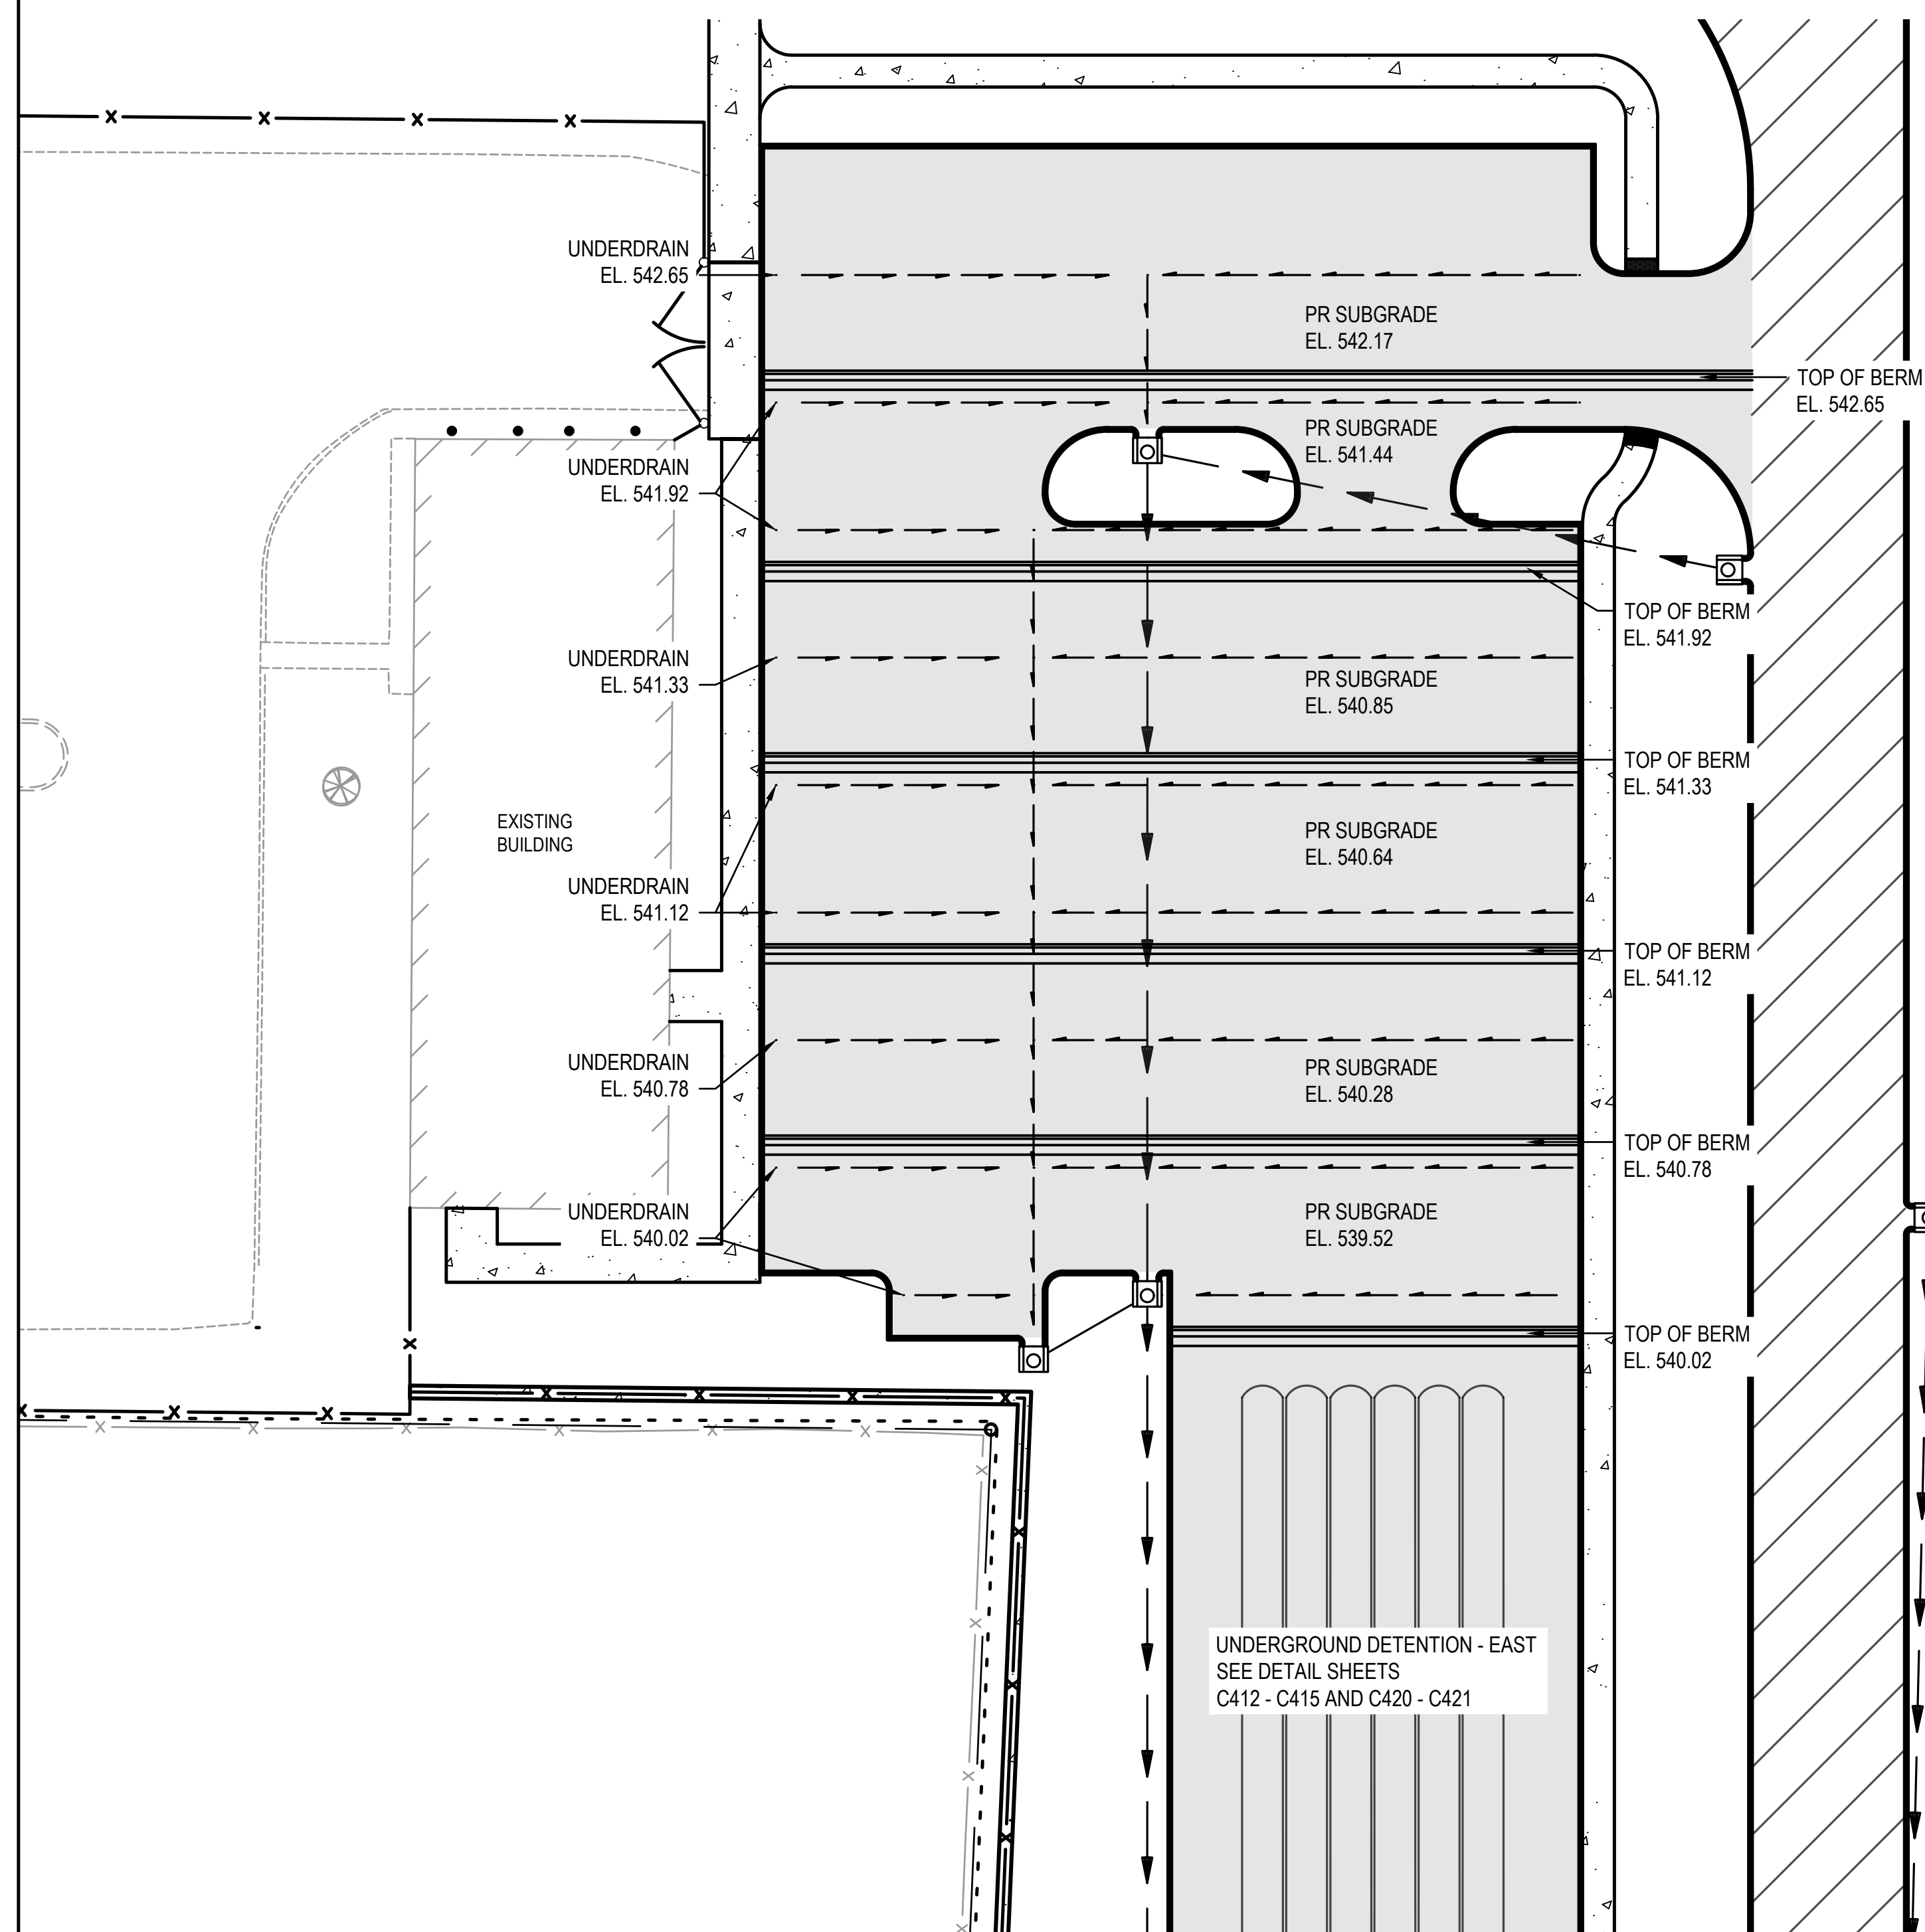 UNDERDRAIN
EL. 542.65
PR SUBGRADE
EL. 542.17
TOP OF BERM
EL. 542.65
PR SUBGRADE
EL. 541.44
UNDERDRAIN
EL. 541.92
TOP OF BERM
EL. 541.92
UNDERDRAIN
EL. 541.33
PR SUBGRADE
EL. 540.85
TOP OF BERM
EL. 541.33
EXISTING
BUILDING
PR SUBGRADE
EL. 540.64
UNDERDRAIN
EL. 541.12
TOP OF BERM
EL. 541.12
UNDERDRAIN
EL. 540.78
PR SUBGRADE
EL. 540.28
TOP OF BERM
EL. 540.78
UNDERDRAIN
EL. 540.02
PR SUBGRADE
EL. 539.52
TOP OF BERM
EL. 540.02
UNDERGROUND DETENTION - EAST
SEE DETAIL SHEETS
C412 - C415 AND C420 - C421